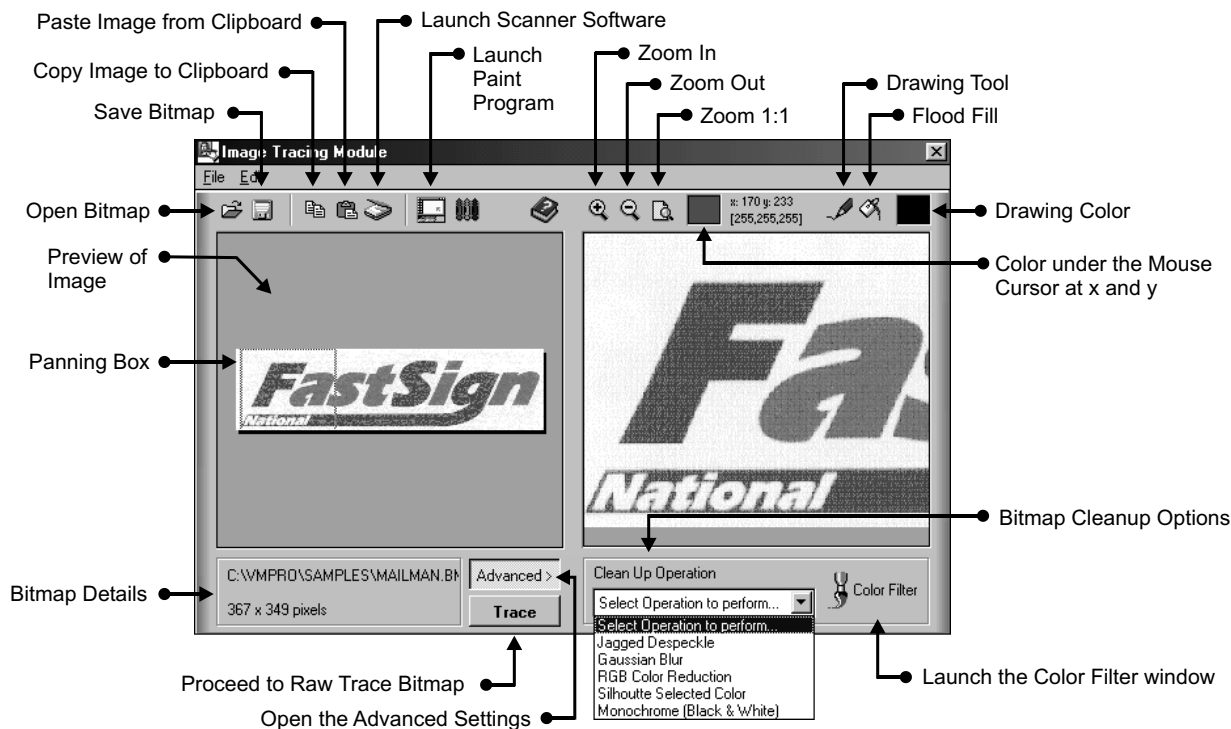 Paste Image from Clipboard
Launch Scanner Software
Copy Image to Clipboard
Launch
Paint
Program
Zoom In
Zoom Out
Drawing Tool
Save Bitmap
Zoom 1:1
Flood Fill
Image Tracing Module
File Ed
Open Bitmap
x: 170 y: 233
[255,255,255]
Drawing Color
Preview of
Image
Color under the Mouse
Cursor at x and y
Panning Box
FastSign
National
Fas
National
Bitmap Cleanup Options
Bitmap Details
C:\VMPRO\SAMPLES\MAILMAN.BM
367 x 349 pixels
Advanced >
Trace
Clean Up Operation
Select Operation to perform...
Color Filter
Select Operation to perform...
Jagged Despeckle
Gaussian Blur
RGB Color Reduction
Silhoutte Selected Color
Monochrome (Black & White)
Proceed to Raw Trace Bitmap
Launch the Color Filter window
Open the Advanced Settings